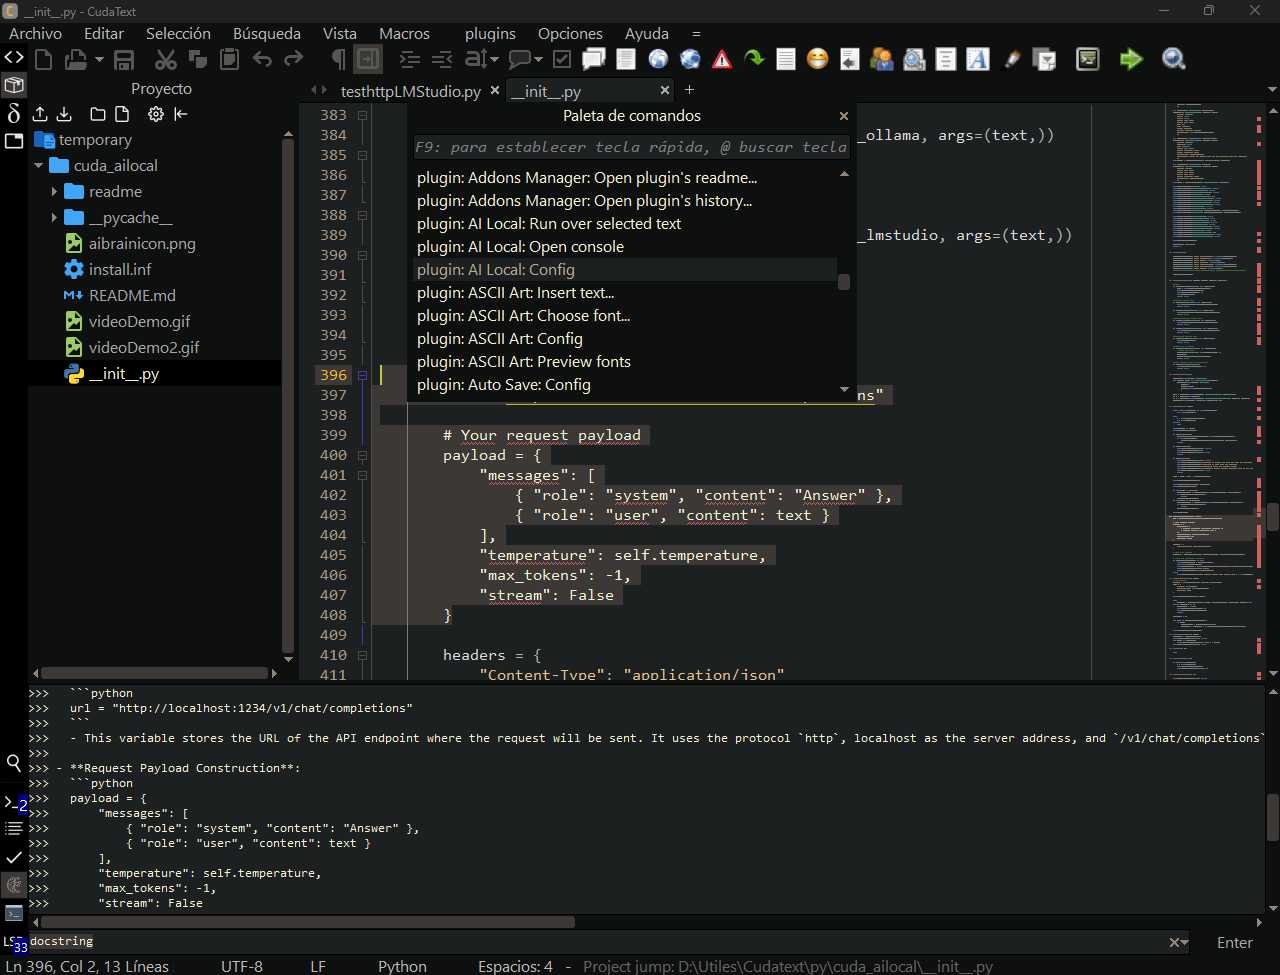 __init__.py - CudaText
Archivo Editar Selección Búsqueda Vista Macros plugins Opciones Ayuda =
Proyecto
testhttpLMStudio.py
__init__.py
temporary
cuda_ailocal
readme
__pycache__
aibrainicon.png
install.inf
README.md
videoDemo.gif
videoDemo2.gif
__init__.py
Paleta de comandos
F9: para establecer tecla rápida, @ buscar tecla
plugin: Addons Manager: Open plugin's readme...
plugin: Addons Manager: Open plugin's history...
plugin: AI Local: Run over selected text
plugin: AI Local: Open console
plugin: AI Local: Config
plugin: ASCII Art: Insert text...
plugin: ASCII Art: Choose font...
plugin: ASCII Art: Config
plugin: ASCII Art: Preview fonts
plugin: Auto Save: Config
383
384 _ollama, args=(text,))
385
386
387
388
389 _lmstudio, args=(text,))
390
391
392
393
394
395
396
397 ns"
398
399 # Your request payload
400 payload = {
401 "messages": [
402 { "role": "system", "content": "Answer" },
403 { "role": "user", "content": text }
404 ],
405 "temperature": self.temperature,
406 "max_tokens": -1,
407 "stream": False
408 }
409
410 headers = {
411 "Content-Type": "application/json"
>>> ```python
>>> url = "http://localhost:1234/v1/chat/completions"
>>> ```
>>> - This variable stores the URL of the API endpoint where the request will be sent. It uses the protocol `http`, localhost as the server address, and `/v1/chat/completions`
>>>
>>> - **Request Payload Construction**:
>>> ```python
>>> payload = {
>>> "messages": [
>>> { "role": "system", "content": "Answer" },
>>> { "role": "user", "content": text }
>>> ],
>>> "temperature": self.temperature,
>>> "max_tokens": -1,
>>> "stream": False
2
33
docstring
Enter
Ln 396, Col 2, 13 Líneas UTF-8 LF Python Espacios: 4 - Project jump: D:\Utiles\Cudatext\py\cuda_ailocal\__init__.py